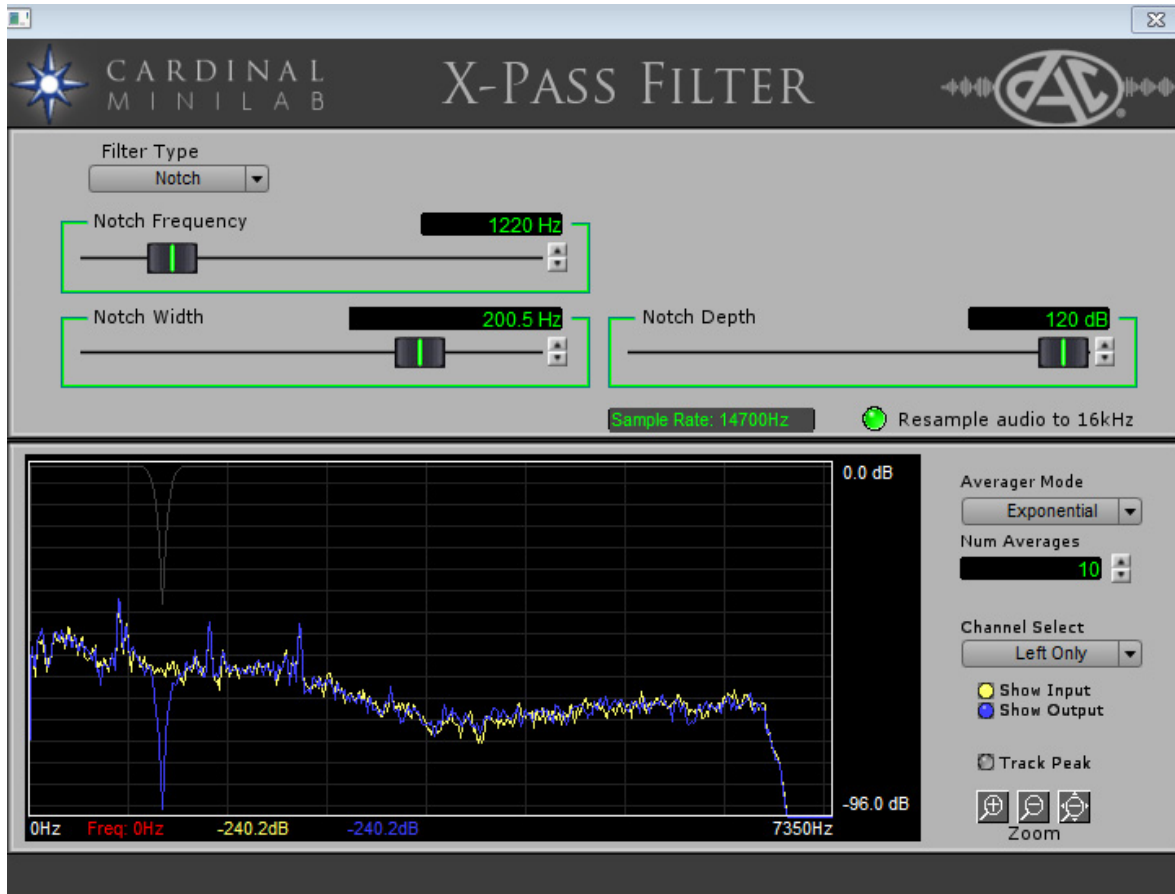 CARDINAL
MINILAB
X-PASS FILTER
DAC
Filter Type
Notch
Notch Frequency
1220 Hz
Notch Width
200.5 Hz
Notch Depth
120 dB
Sample Rate: 14700Hz
Resample audio to 16kHz
0.0 dB
-96.0 dB
0Hz
Freq: 0Hz
-240.2dB
-240.2dB
7350Hz
Averager Mode
Exponential
Num Averages
10
Channel Select
Left Only
Show Input
Show Output
Track Peak
Zoom